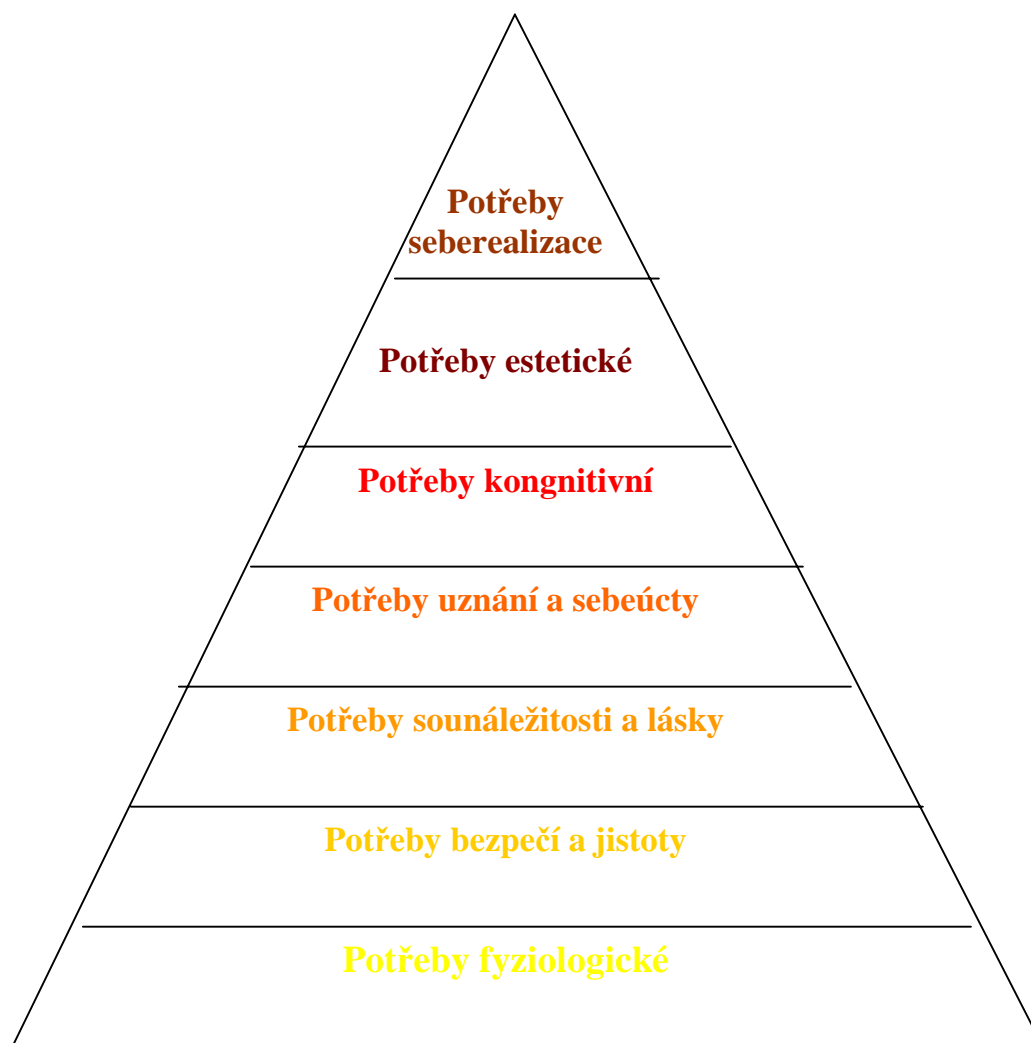 Potřeby
seberealizace
Potřeby estetické
Potřeby kongnitivní
Potřeby uznání a sebeúcty
Potřeby sounáležitosti a lásky
Potřeby bezpečí a jistoty
Potřeby fyziologické